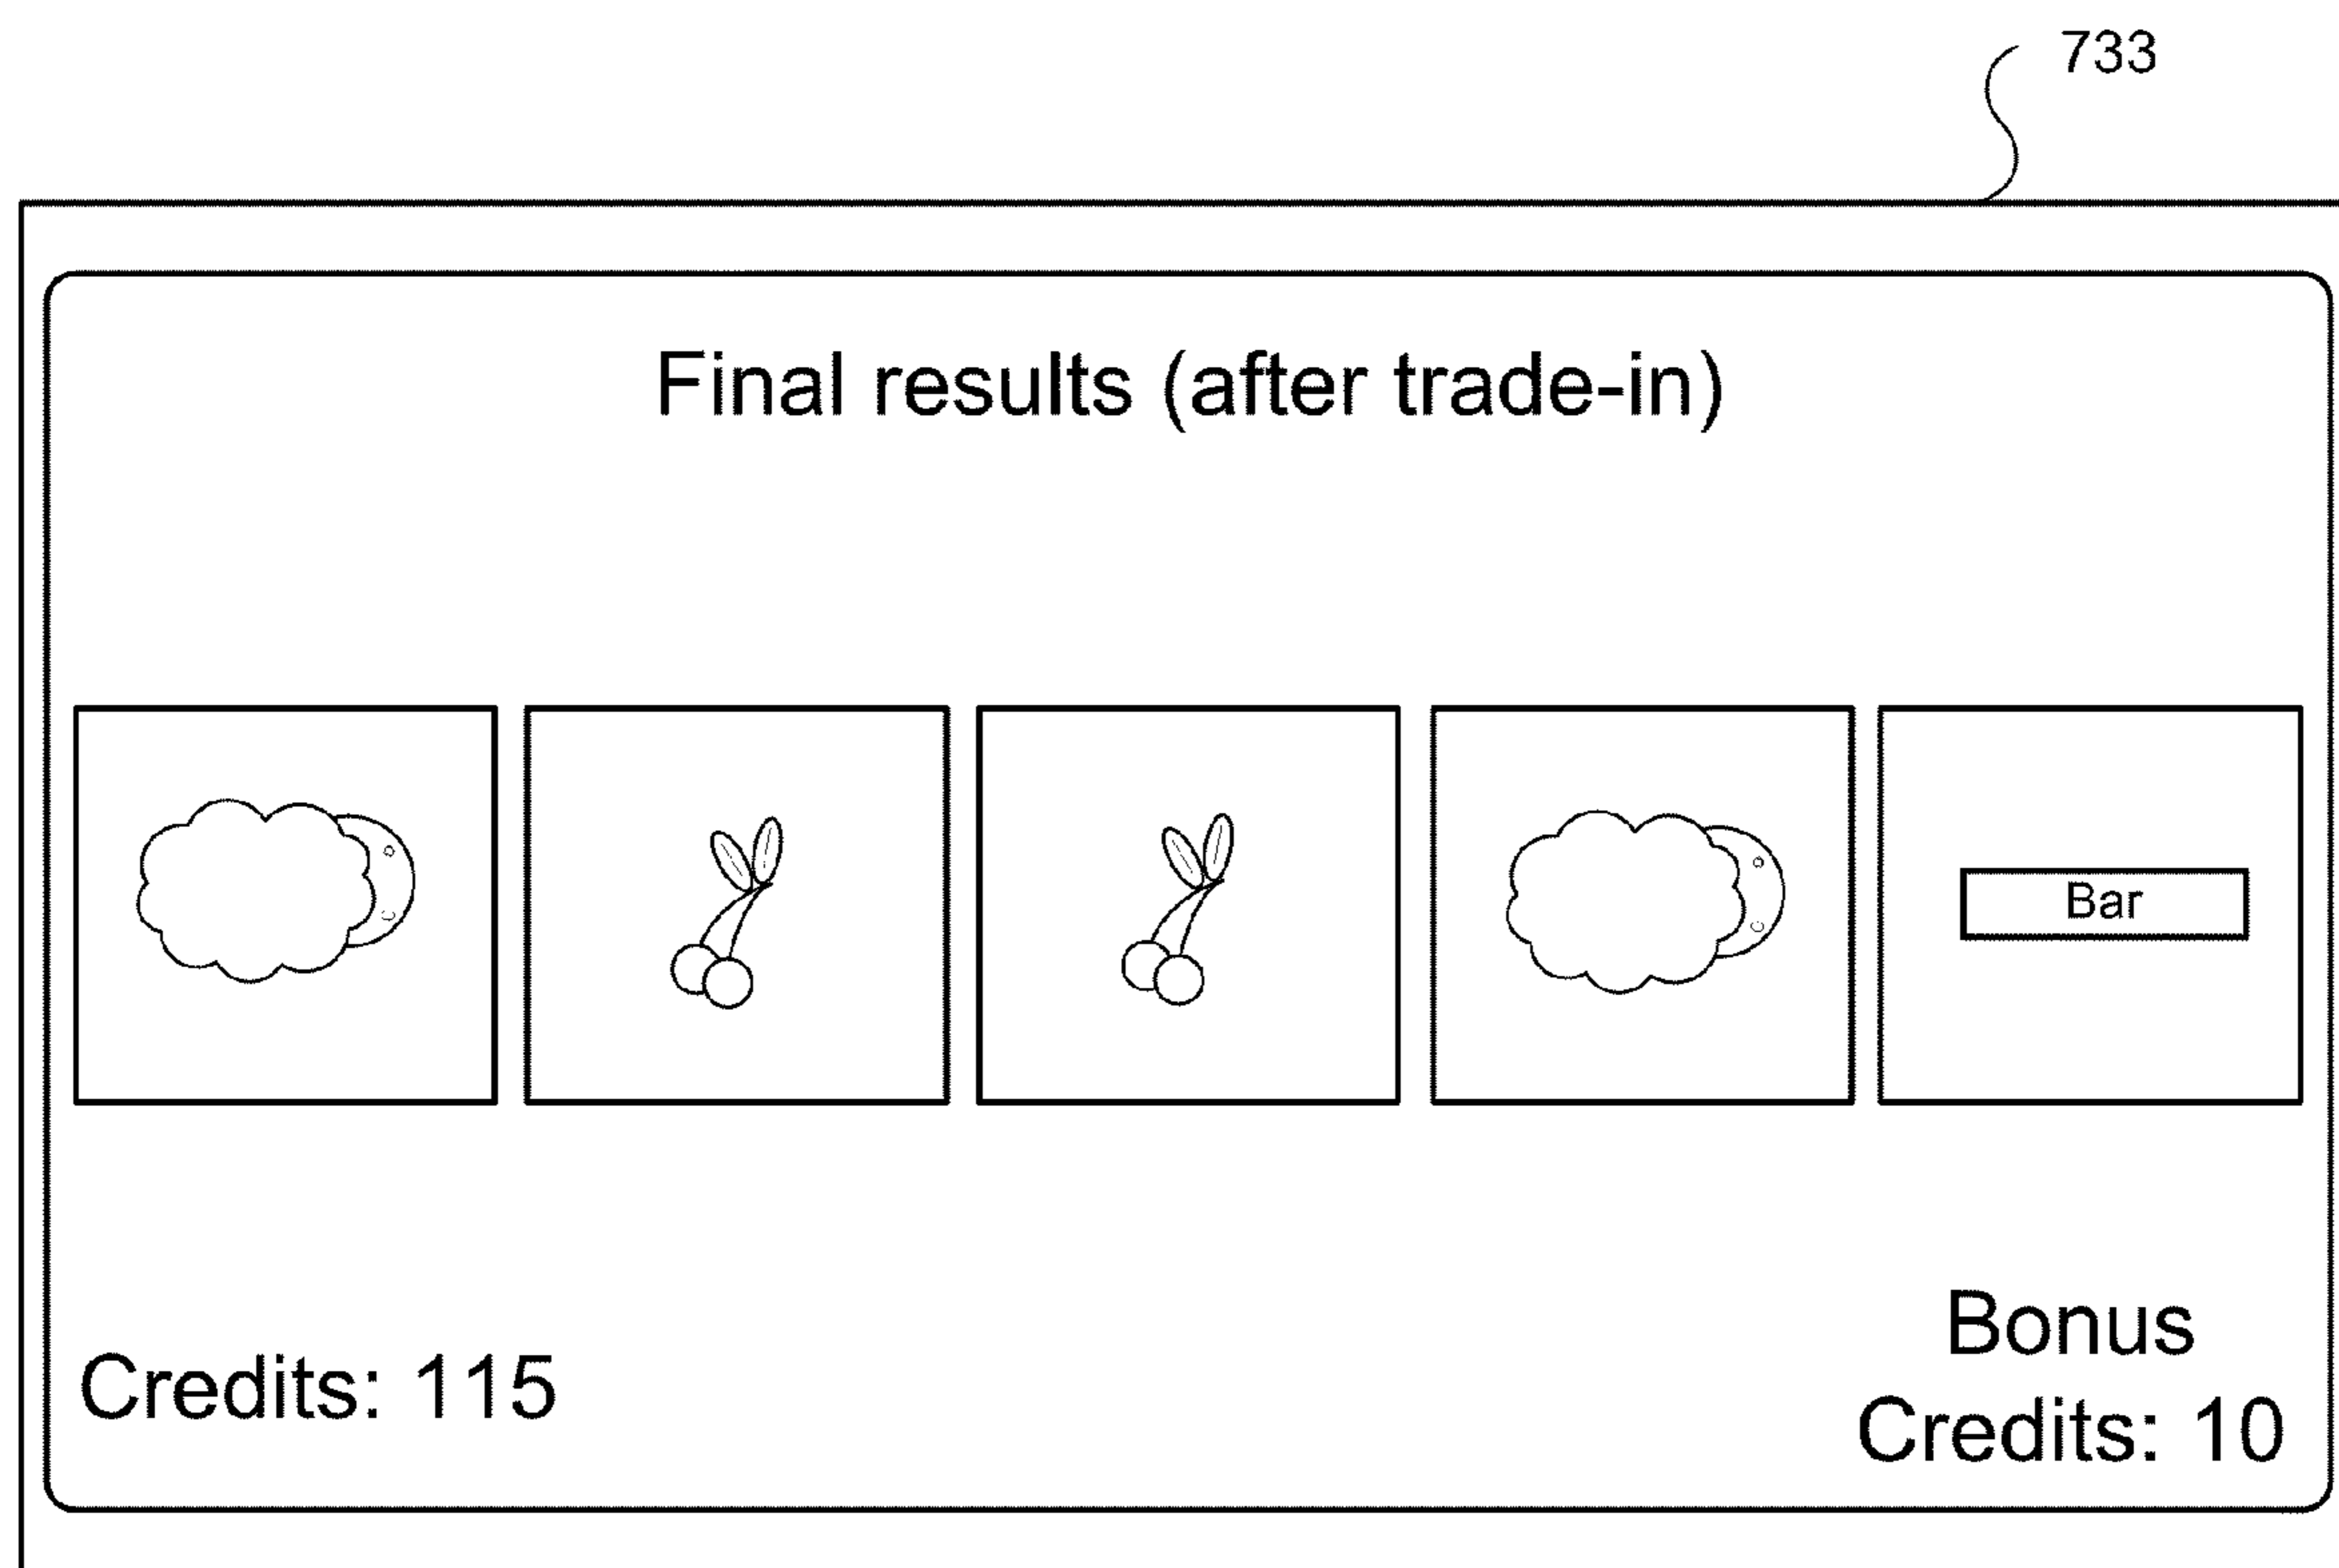 733
Final results (after trade-in)
Bar
Credits: 115
Bonus
Credits: 10